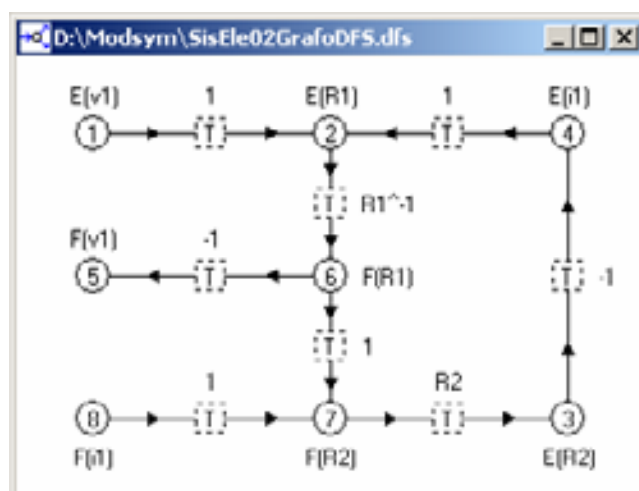 D:\Modsym\SisEle02GrafoDFS.dfs
E(v1) 1 E(R1) 1 E(i1)
1 T 2 T 4
T R1^-1
F(v1) -1
5 T 6 F(R1) T -1
T 1
1 R2
8 T 7 T 3
F(i1) F(R2) E(R2)